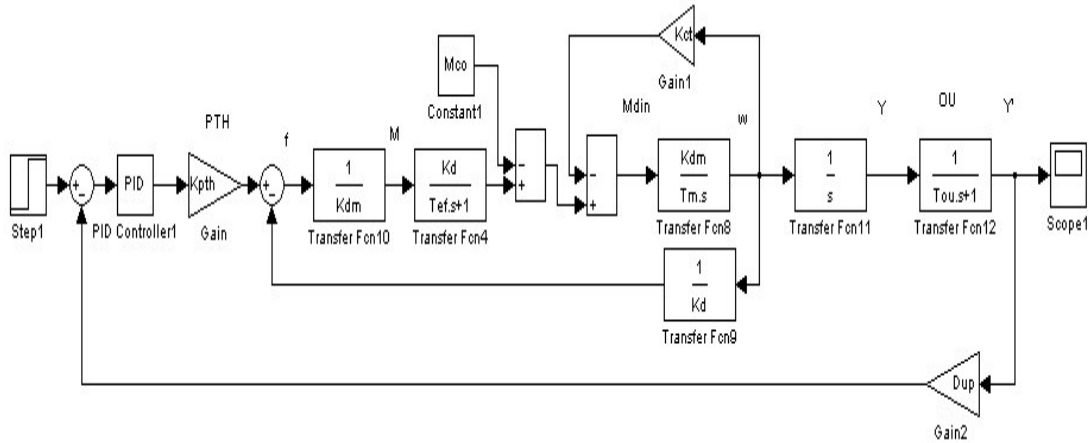 Step1
+
-
PID
PID Controller1
PTH
Kpth
Gain
f
+
-
1
Kdm
Transfer Fcn10
M
Kd
Tef.s+1
Transfer Fcn4
Mco
Constant1
-
+
Kct
Gain1
Mdin
-
+
Kdm
Tm.s
Transfer Fcn8
w
1
Kd
Transfer Fcn9
1
s
Transfer Fcn11
Y
OU
1
Tou.s+1
Transfer Fcn12
Y'
Scope1
Dup
Gain2